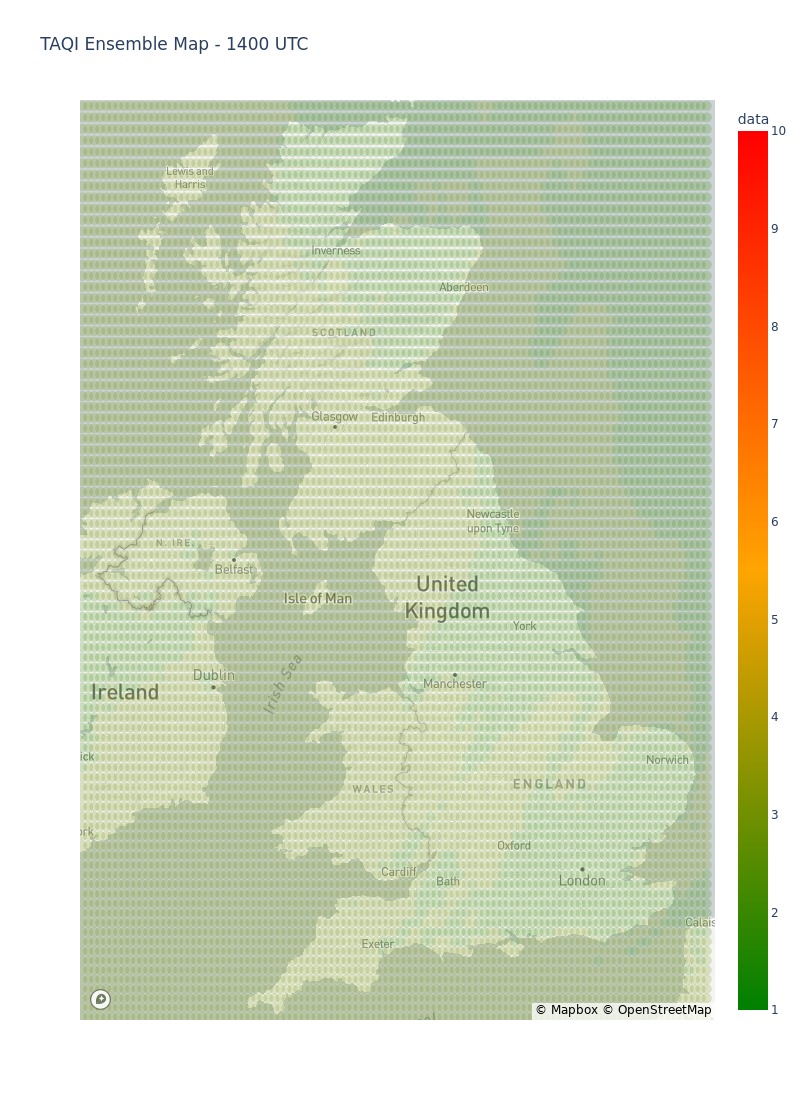 TAQI Ensemble Map - 1400 UTC
data
10
9
8
7
6
5
4
3
2
1
Lewis and
Harris
Inverness
Aberdeen
SCOTLAND
Glasgow
Edinburgh
Newcastle
upon Tyne
N. IRE.
Belfast
United
Kingdom
Isle of Man
York
Irish Sea
Dublin
Manchester
Ireland
ick
Norwich
ENGLAND
WALES
ork
Oxford
Cardiff
Bath
London
Calais
Exeter
© Mapbox © OpenStreetMap